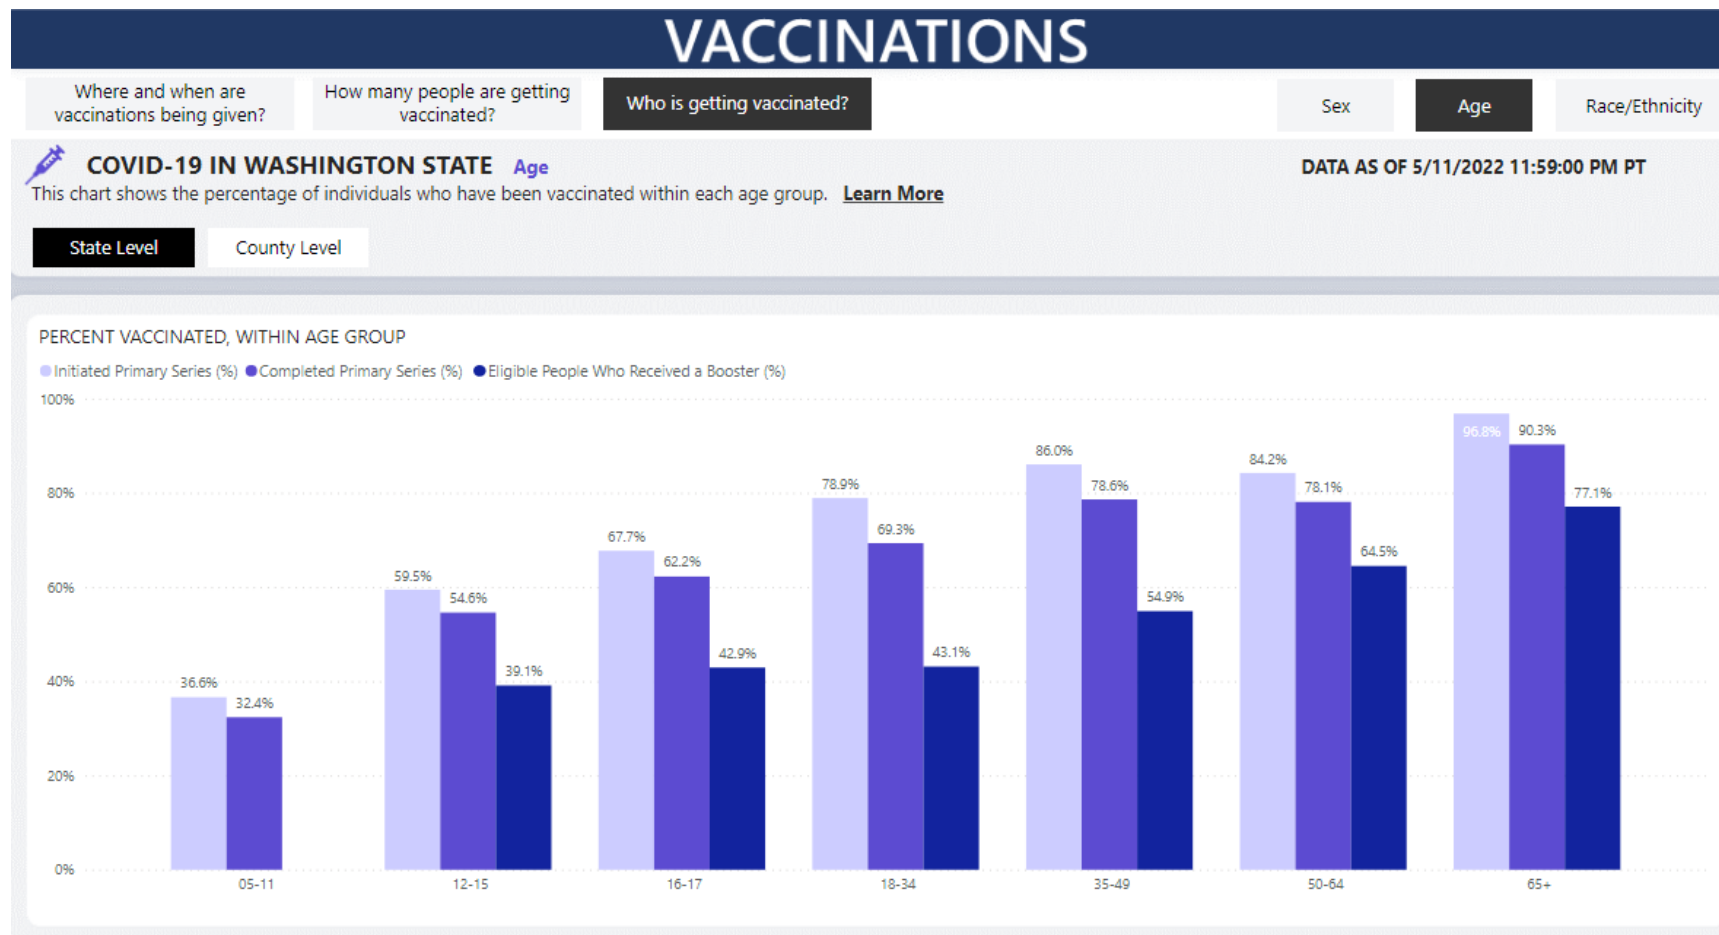 VACCINATIONS
Where and when are
vaccinations being given?
How many people are getting
vaccinated?
Who is getting vaccinated?
Sex
Age
Race/Ethnicity
COVID-19 IN WASHINGTON STATE Age
DATA AS OF 5/11/2022 11:59:00 PM PT
This chart shows the percentage of individuals who have been vaccinated within each age group. Learn More
State Level
County Level
PERCENT VACCINATED, WITHIN AGE GROUP
Initiated Primary Series (%) Completed Primary Series (%) Eligible People Who Received a Booster (%)
100%
80%
60%
40%
20%
0%
36.6%
32.4%
59.5%
54.6%
39.1%
67.7%
62.2%
42.9%
78.9%
69.3%
43.1%
86.0%
78.6%
54.9%
84.2%
78.1%
64.5%
96.8%
90.3%
77.1%
05-11
12-15
16-17
18-34
35-49
50-64
65+